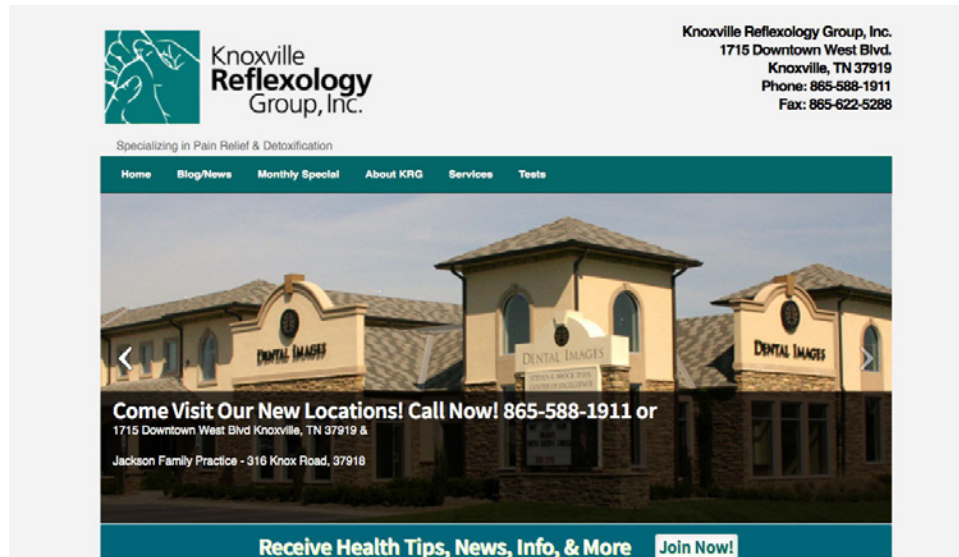 Knoxville
Reflexology
Group, Inc.
Knoxville Reflexology Group, Inc.
1715 Downtown West Blvd.
Knoxville, TN 37919
Phone: 865-588-1911
Fax: 865-622-5288
Specializing in Pain Relief & Detoxification
Home Blog/News Monthly Special About KRG Services Tests
DENTAL IMAGES
DENTAL IMAGES
DENTAL IMAGES
CENTER OF EXCELLENCE
Come Visit Our New Locations! Call Now! 865-588-1911 or
1715 Downtown West Blvd Knoxville, TN 37919 &
Jackson Family Practice - 316 Knox Road, 37918
Receive Health Tips, News, Info, & More Join Now!